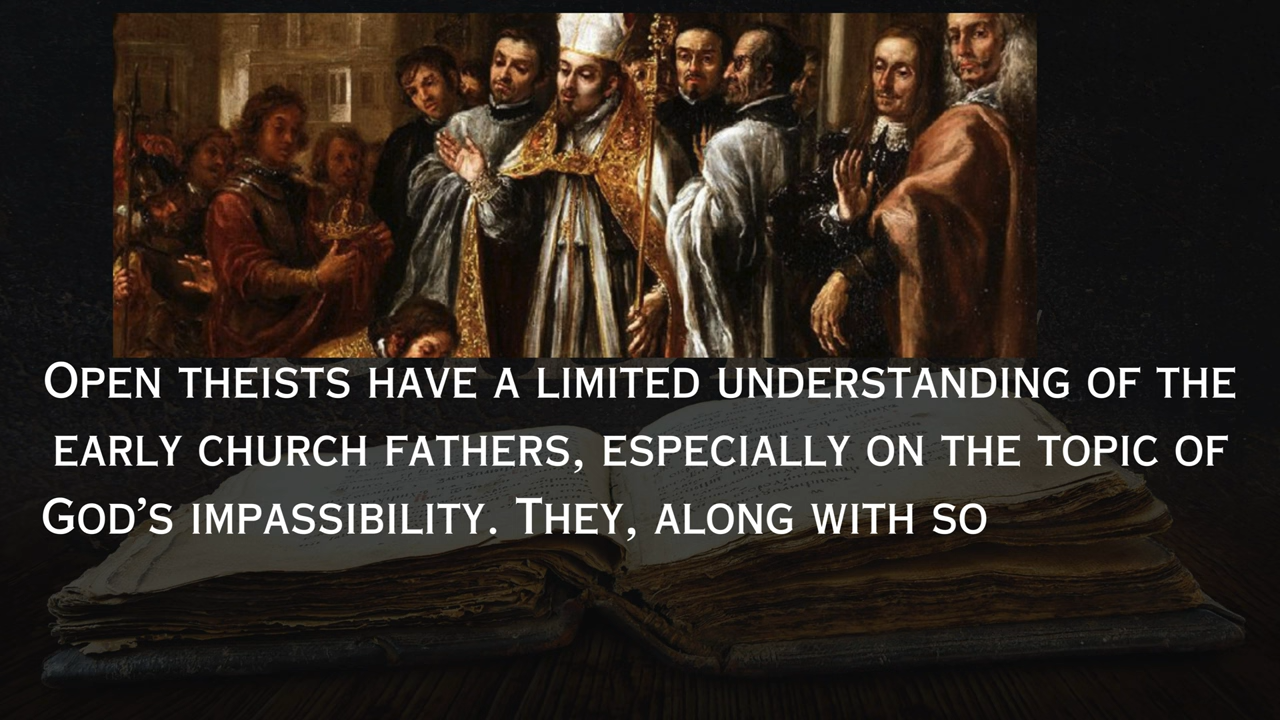 Open theists have a limited understanding of the
early church fathers, especially on the topic of
God’s impassibility. They, along with so